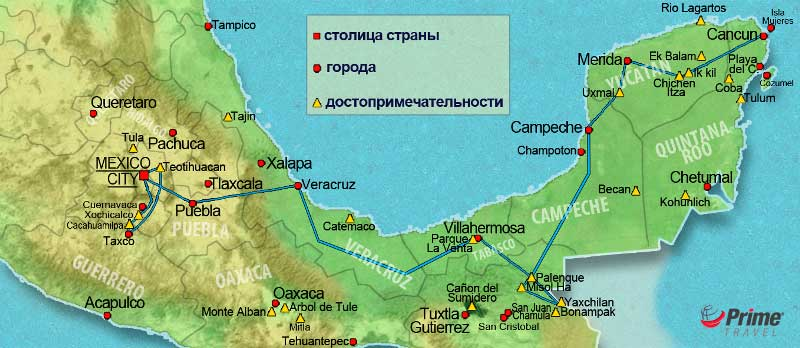 Tampico
столица страны
города
достопримечательности
Rio Lagartos
Isla
Mujeres
Cancun
Merida
Ek Balam
Ik kil
Chichen
Itza
Playa
del C
Cozumel
Coba
Tulum
Uxmal
YUCATAN
QUINTANA
ROO
Campeche
Champoton
Chetumal
Becan
Kohunlich
CAMPECHE
QUERETARO
Queretaro
Tajin
Pachuca
Tula
MEXICO
CITY
Teotihuacan
Xalapa
Tlaxcala
Veracruz
Cuernavaca
Xochicalco
Cacahuamilpa
Taxco
Puebla
PUEBLA
Catemaco
VERACRUZ
Villahermosa
Parque
La Venta
TABASCO
GUERRERO
OAXACA
Acapulco
Oaxaca
Monte Alban
Arbol de Tule
Mitla
Tehuantepec
Cañon del
Sumidero
Tuxtla
Gutierrez
Palenque
Misol Ha
San Juan
Chamula
San Cristobal
Yaxchilan
Bonampak
Prime
TRAVEL